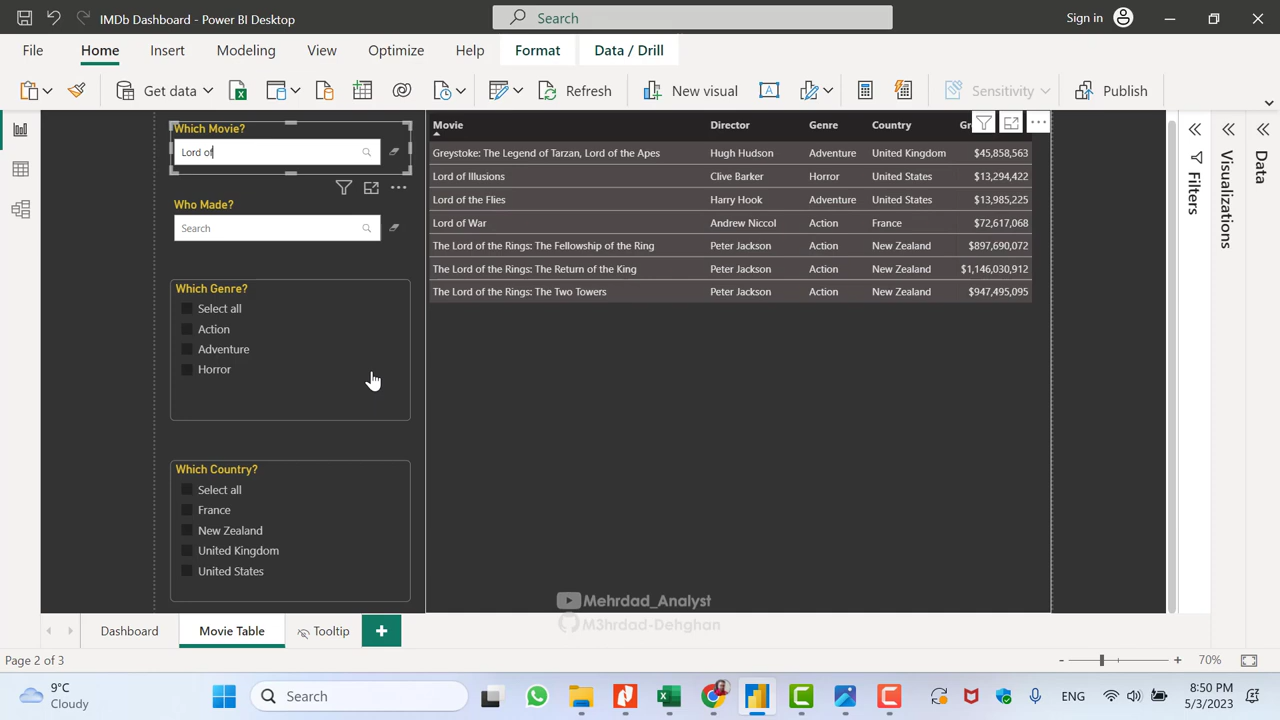 IMDb Dashboard - Power BI Desktop
Search
Sign in
File
Home
Insert
Modeling
View
Optimize
Help
Format
Data / Drill
Get data
Refresh
New visual
Sensitivity
Publish
Which Movie?
Lord of
Who Made?
Search
Which Genre?
Select all
Action
Adventure
Horror
Which Country?
Select all
France
New Zealand
United Kingdom
United States
Movie Director Genre Country Gr
Greystoke: The Legend of Tarzan, Lord of the Apes Hugh Hudson Adventure United Kingdom $45,858,563
Lord of Illusions Clive Barker Horror United States $13,294,422
Lord of the Flies Harry Hook Adventure United States $13,985,225
Lord of War Andrew Niccol Action France $72,617,068
The Lord of the Rings: The Fellowship of the Ring Peter Jackson Action New Zealand $897,690,072
The Lord of the Rings: The Return of the King Peter Jackson Action New Zealand $1,146,030,912
The Lord of the Rings: The Two Towers Peter Jackson Action New Zealand $947,495,095
Filters
Visualizations
Data
Mehrdad_Analyst
M3hrdad-Dehghan
Dashboard
Movie Table
Tooltip
Page 2 of 3
70%
9°C
Cloudy
Search
ENG
8:50 PM
5/3/2023